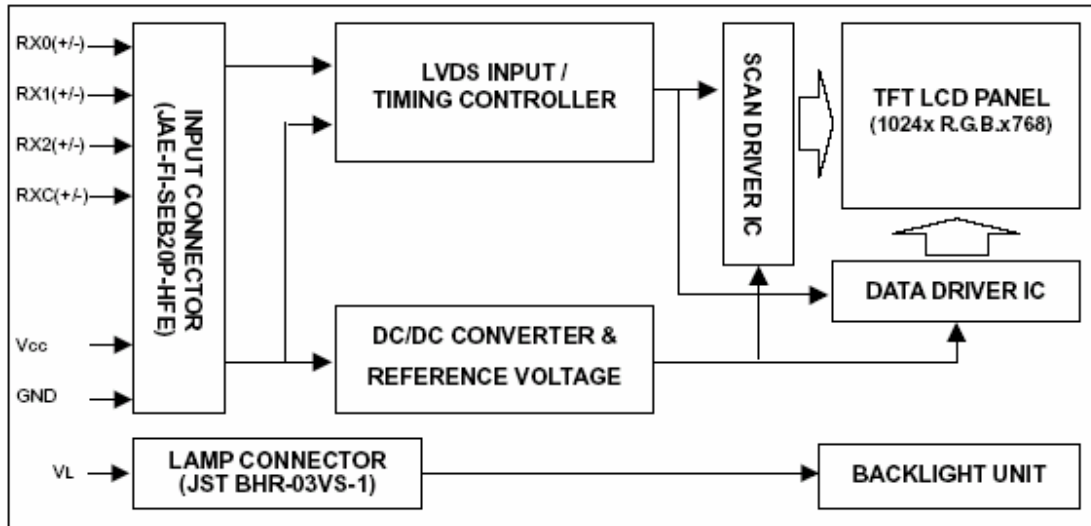 RX0(+/-)
RX1(+/-)
RX2(+/-)
RXC(+/-)
Vcc
GND
VL
INPUT CONNECTOR
(JAE-FI-SEB20P-HFE)
LVDS INPUT /
TIMING CONTROLLER
SCAN DRIVER IC
TFT LCD PANEL
(1024x R.G.B.x768)
DATA DRIVER IC
DC/DC CONVERTER &
REFERENCE VOLTAGE
LAMP CONNECTOR
(JST BHR-03VS-1)
BACKLIGHT UNIT